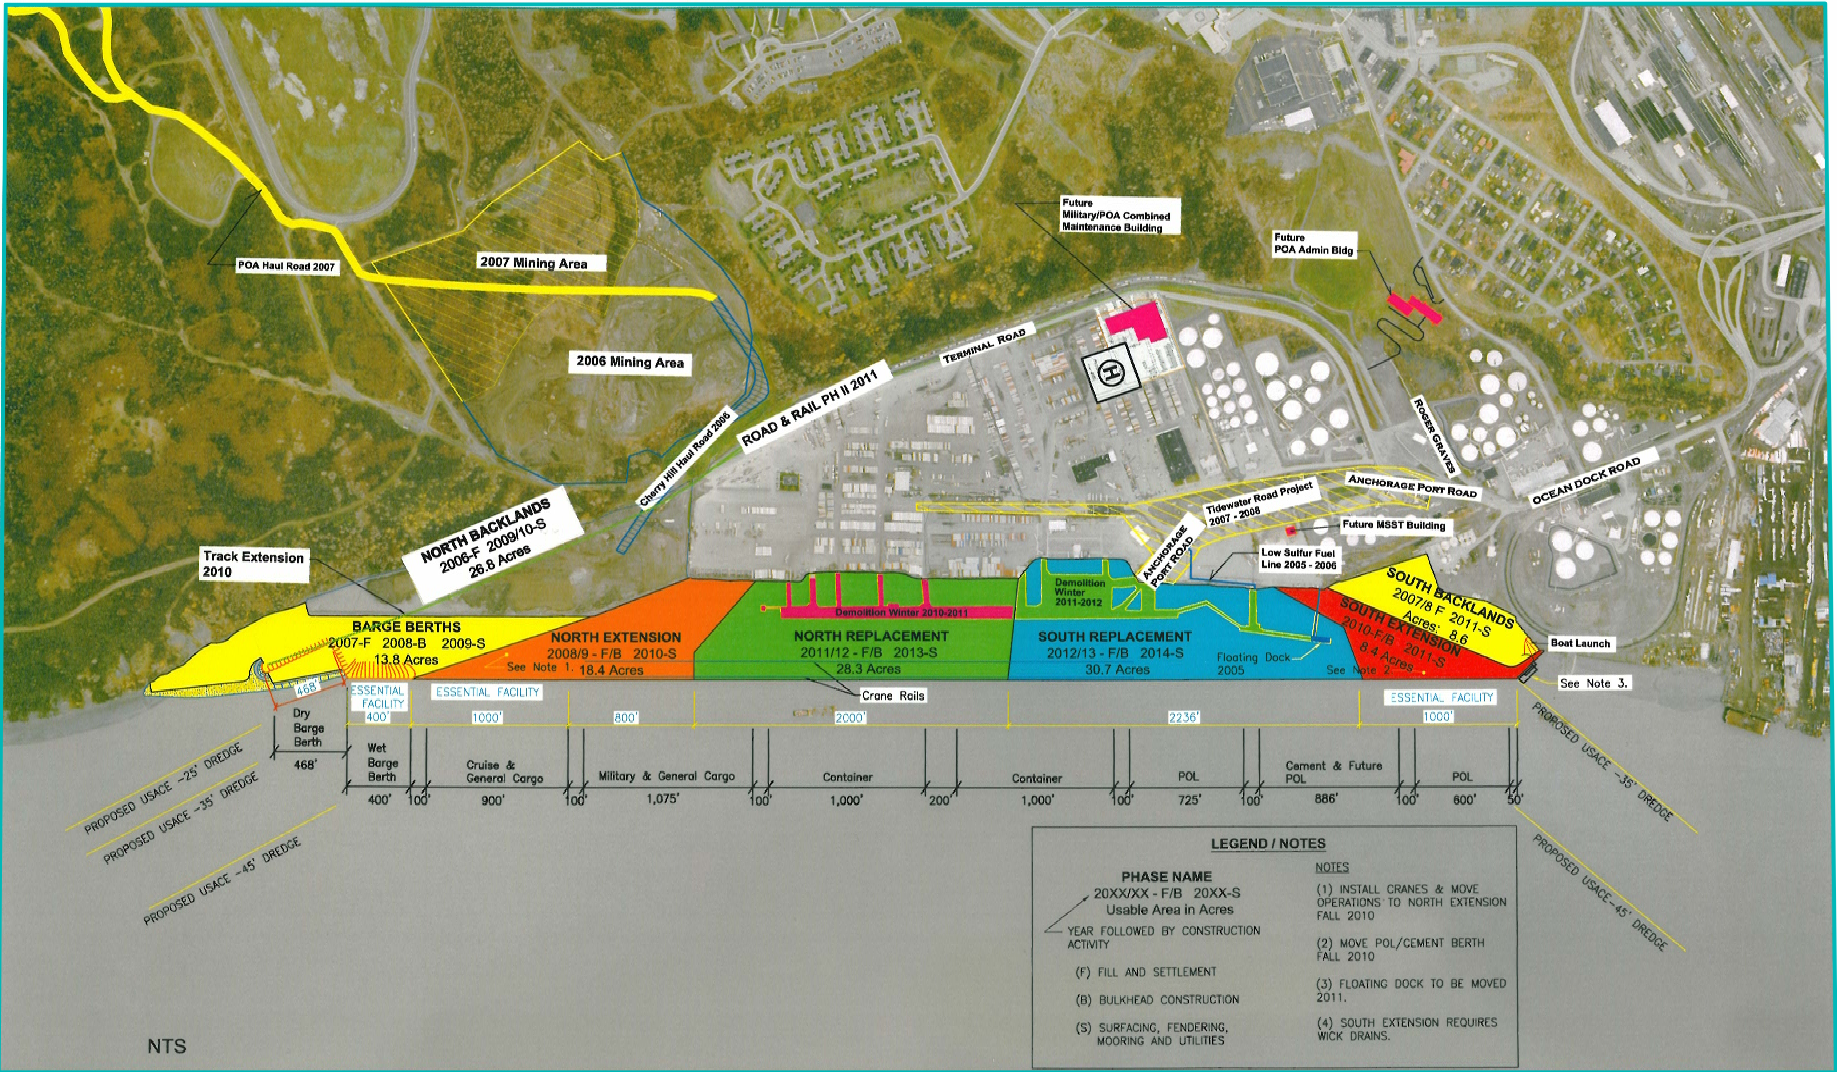 POA Haul Road 2007
2007 Mining Area
2006 Mining Area
Future
Military/POA Combined
Maintenance Building
Future
POA Admin Bldg
TERMINAL ROAD
H
ROAD & RAIL PH II 2011
Cherry Hill Haul Road 2006
ROGER GRAVES
ANCHORAGE PORT ROAD
OCEAN DOCK ROAD
Tidewater Road Project
2007 - 2008
Future MSST Building
ANCHORAGE
PORT ROAD
Low Sulfur Fuel
Line 2005 - 2006
NORTH BACKLANDS
2006-F 2009/10-S
26.8 Acres
Track Extension
2010
BARGE BERTHS
2007-F 2008-B 2009-S
13.8 Acres
NORTH EXTENSION
2008/9 - F/B 2010-S
See Note 1.
18.4 Acres
Demolition Winter 2010-2011
NORTH REPLACEMENT
2011/12 - F/B 2013-S
28.3 Acres
Demolition
Winter
2011-2012
SOUTH REPLACEMENT
2012/13 - F/B 2014-S
30.7 Acres
Floating Dock
2005
SOUTH BACKLANDS
2007/8 F 2011-S
Acres: 8.6
SOUTH EXTENSION
2010-F/B 2011-S
8.4 Acres
See Note 2
Boat Launch
See Note 3.
Crane Rails
468'
ESSENTIAL
FACILITY
400'
ESSENTIAL FACILITY
1000'
800'
2000'
2236'
ESSENTIAL FACILITY
1000'
Dry
Barge
Berth
468'
Wet
Barge
Berth
400'
100'
Cruise &
General Cargo
900'
100'
Military & General Cargo
1,075'
100'
Container
1,000'
200'
Container
1,000'
100'
POL
725'
100'
Cement & Future
POL
886'
100'
POL
600'
50'
PROPOSED USACE -25' DREDGE
PROPOSED USACE -35' DREDGE
PROPOSED USACE -45' DREDGE
PROPOSED USACE -35' DREDGE
PROPOSED USACE-45' DREDGE
LEGEND / NOTES
PHASE NAME
20XX/XX - F/B 20XX-S
Usable Area in Acres
YEAR FOLLOWED BY CONSTRUCTION
ACTIVITY
(F) FILL AND SETTLEMENT
(B) BULKHEAD CONSTRUCTION
(S) SURFACING, FENDERING,
MOORING AND UTILITIES
NOTES
(1) INSTALL CRANES & MOVE
OPERATIONS TO NORTH EXTENSION
FALL 2010
(2) MOVE POL/CEMENT BERTH
FALL 2010
(3) FLOATING DOCK TO BE MOVED
2011.
(4) SOUTH EXTENSION REQUIRES
WICK DRAINS.
NTS